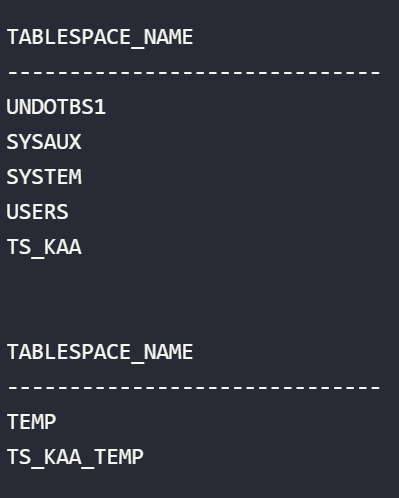 TABLESPACE_NAME
------------------------------
UNDOTBS1
SYSAUX
SYSTEM
USERS
TS_KAA
TABLESPACE_NAME
------------------------------
TEMP
TS_KAA_TEMP